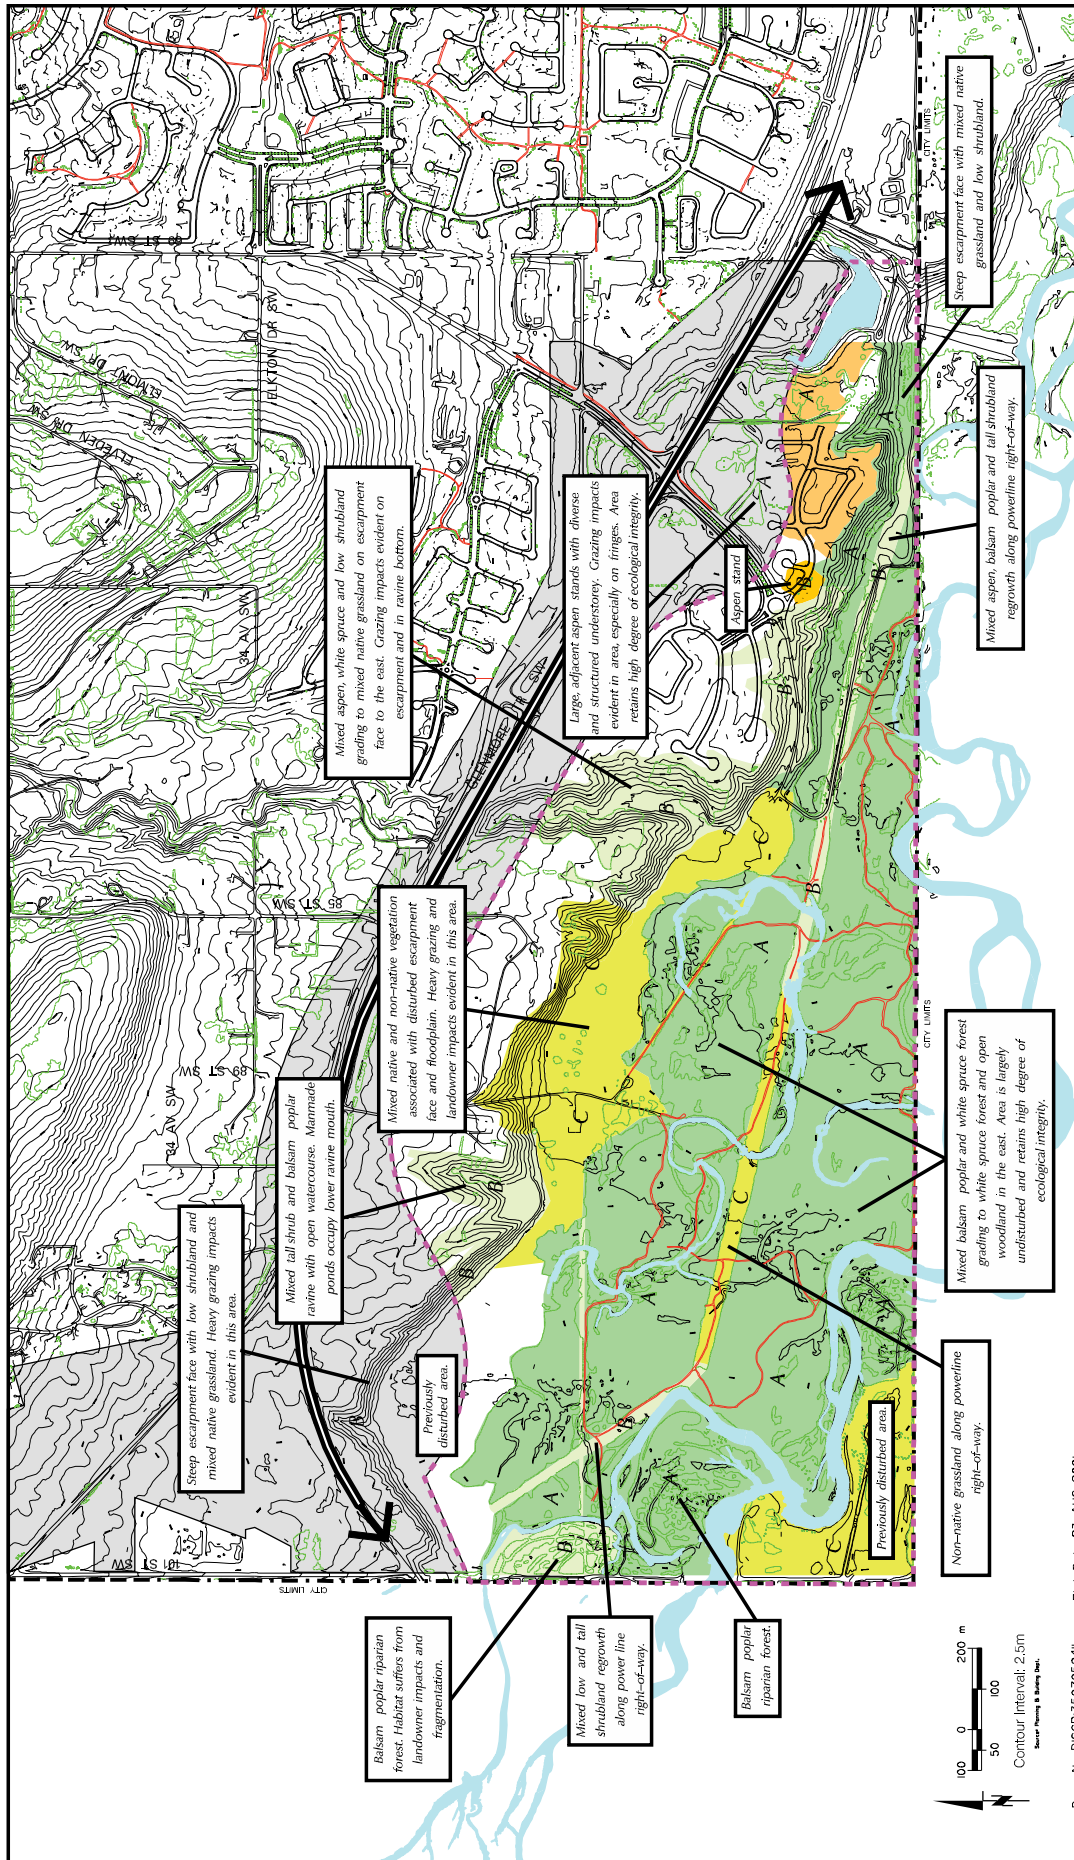 Steep escarpment face with low shrubland and
mixed native grassland. Heavy grazing impacts
evident in this area.
Mixed tall shrub and balsam poplar
ravine with open watercourse. Manmade
ponds occupy lower ravine mouth.
Mixed native and non-native vegetation
associated with disturbed escarpment
face and floodplain. Heavy grazing and
landowner impacts evident in this area.
Mixed aspen, white spruce and low shrubland
grading to mixed native grassland on escarpment
face to the east. Grazing impacts evident on
escarpment and in ravine bottom.
Large, adjacent aspen stands with diverse
and structured understorey. Grazing impacts
evident in area, especially on fringes. Area
retains high degree of ecological integrity.
Aspen stand
Steep escarpment face with mixed native
grassland and low shrubland.
Mixed aspen, balsam poplar and tall shrubland
regrowth along powerline right-of-way.
Mixed balsam poplar and white spruce forest
grading to white spruce forest and open
woodland in the east. Area is largely
undisturbed and retains high degree of
ecological integrity.
Non-native grassland along powerline
right-of-way.
Previously disturbed area.
Previously
disturbed area.
Balsam poplar riparian
forest. Habitat suffers from
landowner impacts and
fragmentation.
Mixed low and tall
shrubland regrowth
along power line
right-of-way.
Balsam poplar
riparian forest.
101 ST SW
89 ST SW
85 ST SW
69 ST SW
34 AV SW
34 AV SW
ELKTON DR SW
ELMONT DR SW
ELVEDEN DR SW
GLENMORE
SW
CITY LIMITS
CITY LIMITS
CITY LIMITS
B
B
B
B
B
B
B
B
B
B
A
A
A
A
A
A
A
A
A
A
A
C
C
C
C
C
N
100
50
0
100
200 m
Contour Interval: 2.5m
Source: Planning & Building Dept.